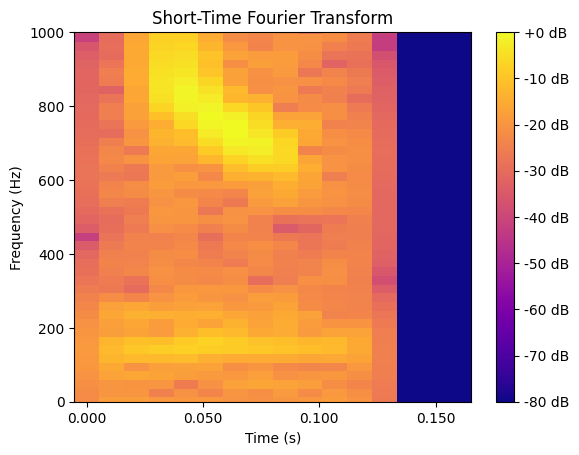 Short-Time Fourier Transform
1000
800
600
400
200
0
Frequency (Hz)
0.000
0.050
0.100
0.150
Time (s)
+0 dB
-10 dB
-20 dB
-30 dB
-40 dB
-50 dB
-60 dB
-70 dB
-80 dB